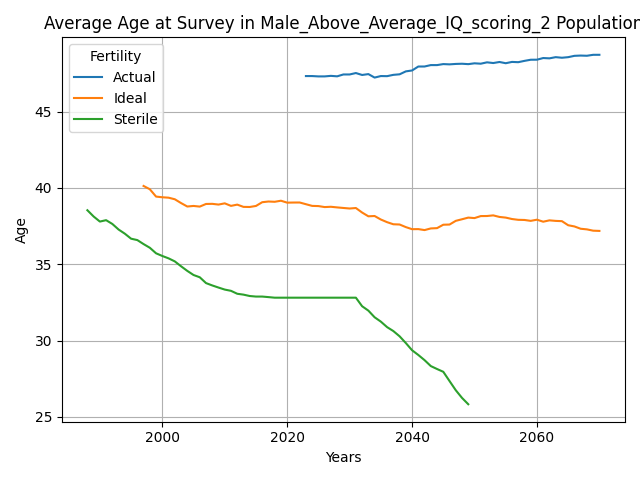 Average Age at Survey in Male_Above_Average_IQ_scoring_2 Population
Fertility
Actual
Ideal
Sterile
Age
45
40
35
30
25
2000
2020
2040
2060
Years